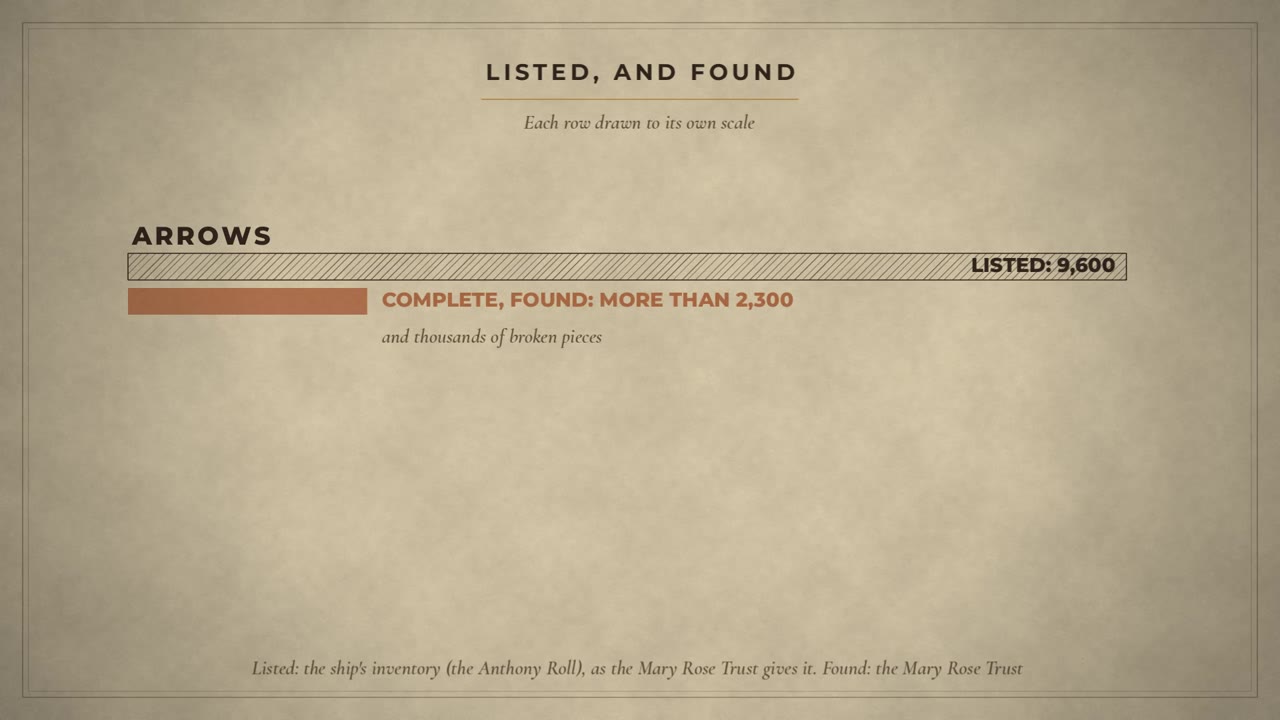 LISTED, AND FOUND
Each row drawn to its own scale
ARROWS
LISTED: 9,600
COMPLETE, FOUND: MORE THAN 2,300
and thousands of broken pieces
Listed: the ship's inventory (the Anthony Roll), as the Mary Rose Trust gives it. Found: the Mary Rose Trust